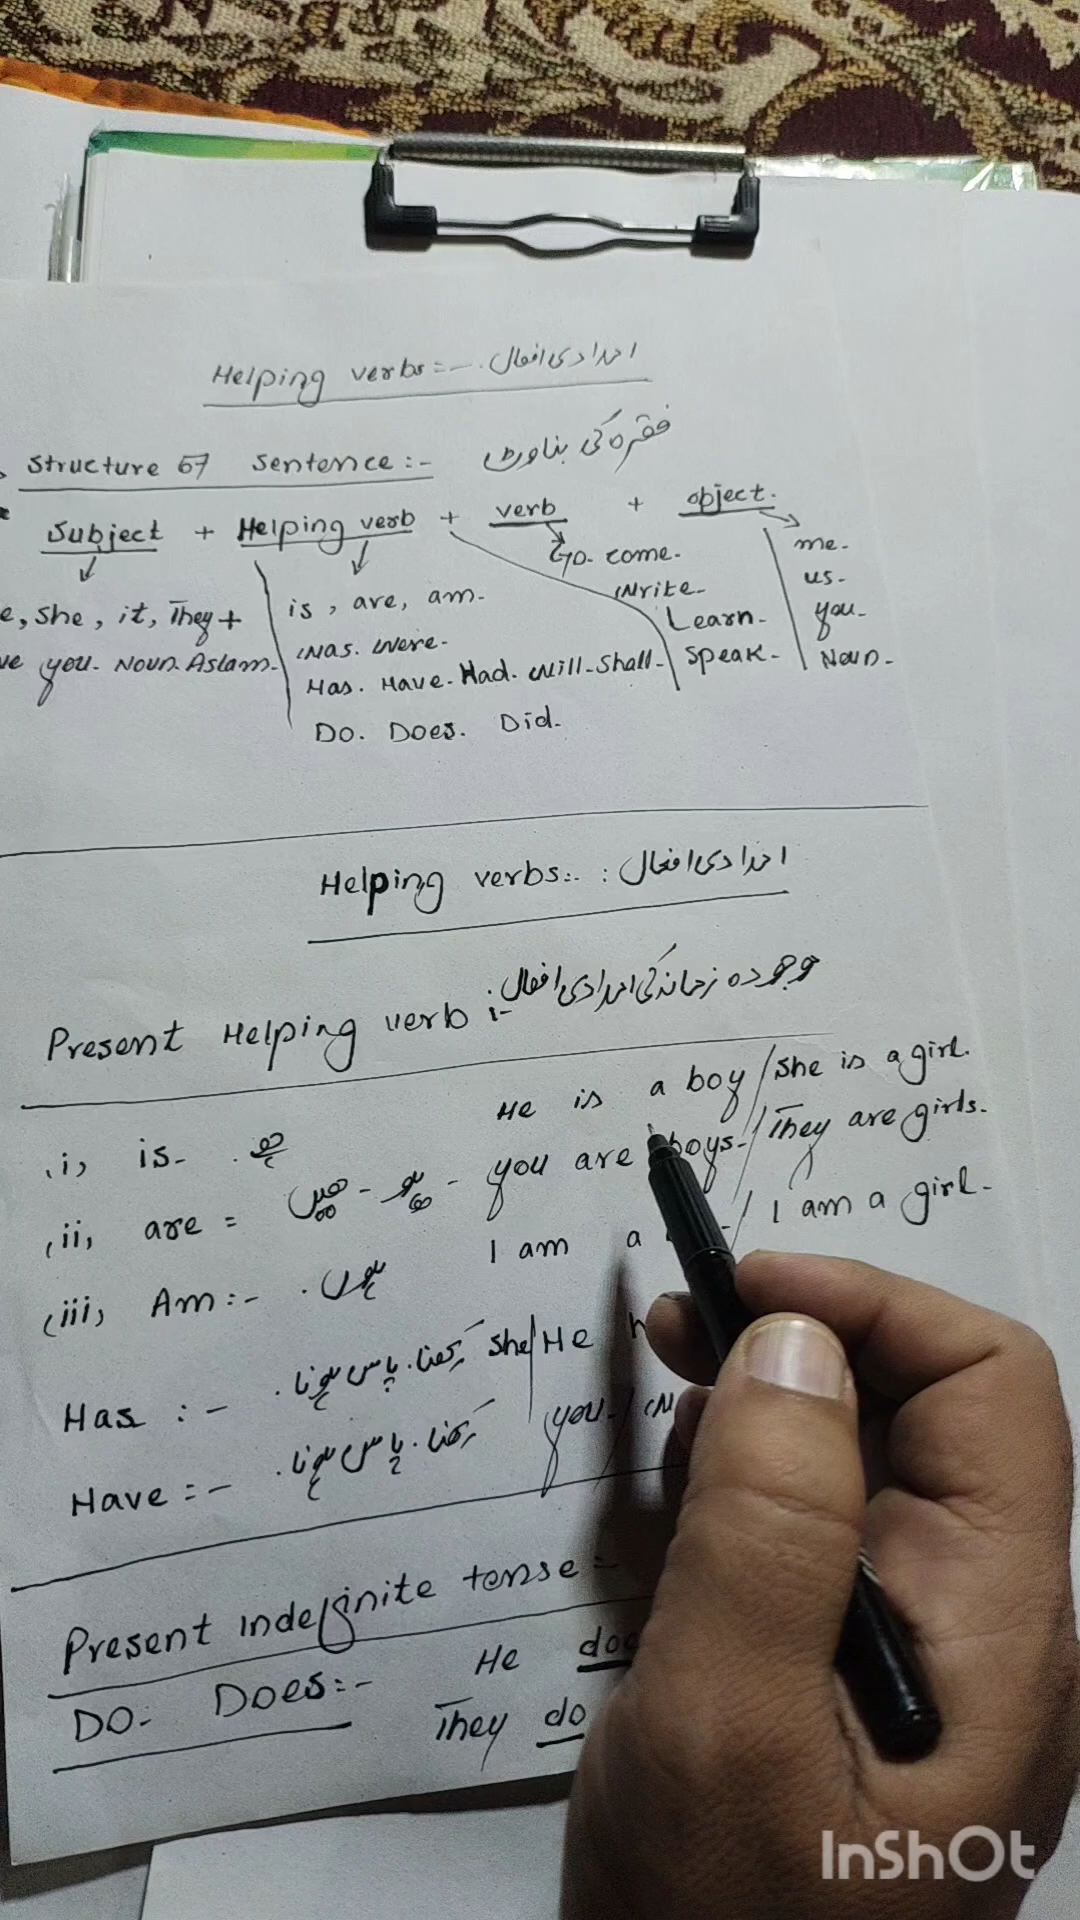 Helping verbs:- امدادی افعال
Structure of Sentence:- فقرہ کی بناوٹ
Subject + Helping verb + verb + object.
e, she, it, They + is, are, am. Go. come. me.
ve you. Noun. Aslam. Was. Were. Write. us.
Has. Have. Had. Will. Shall. Learn. you.
Do. Does. Did. Speak. Noun.
Helping verbs:. : امدادی افعال
Present Helping verb :- موجودہ زمانہ کی امدادی افعال
(i) is - ہے. He is a boy / She is a girl.
(ii) are = ہیں - ہو - you are boys. / They are girls.
(iii) Am :- ہوں. I am a / I am a girl.
Has :- رکھنا. پاس ہونا. She / He h
Have :- رکھنا. پاس ہونا. you. / W
Present indefinite tense :-
DO: Does:- He doe
They do
InShOt